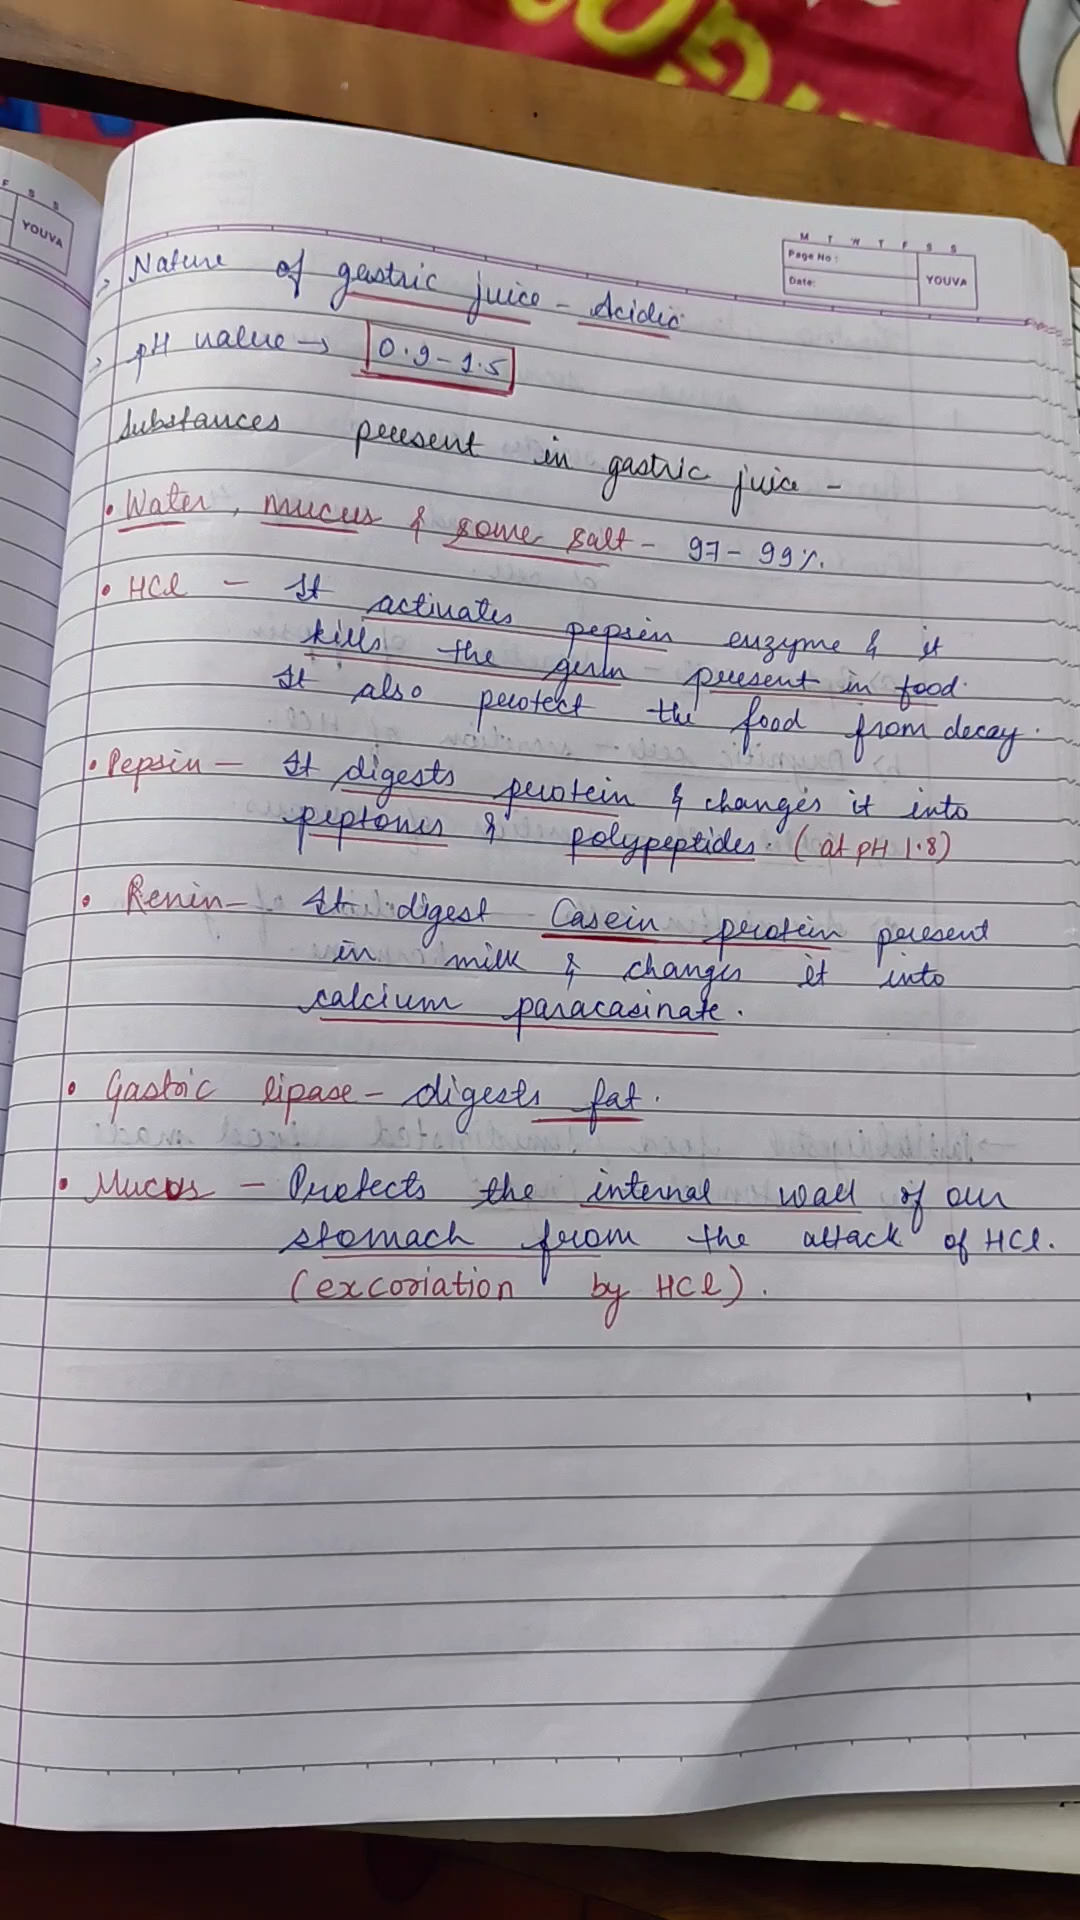 F S S
YOUVA
M T W T F S S
Page No:
Date:
YOUVA
> Nature of gastric juice - Acidic
> pH value → 0.9 - 1.5
Substances present in gastric juice -
• Water, mucus & some salt - 97 - 99%.
• HCl - It activates pepsin enzyme & it
kills the germ present in food.
It also protect the food from decay.
• Pepsin - It digests protein & changes it into
peptones & polypeptides. (at pH 1.8)
• Renin - It digest Casein protein present
in milk & changes it into
calcium paracasinate.
• Gastric lipase - digests fat.
• Mucus - Protects the internal wall of our
stomach from the attack of HCl.
(excoriation by HCl).